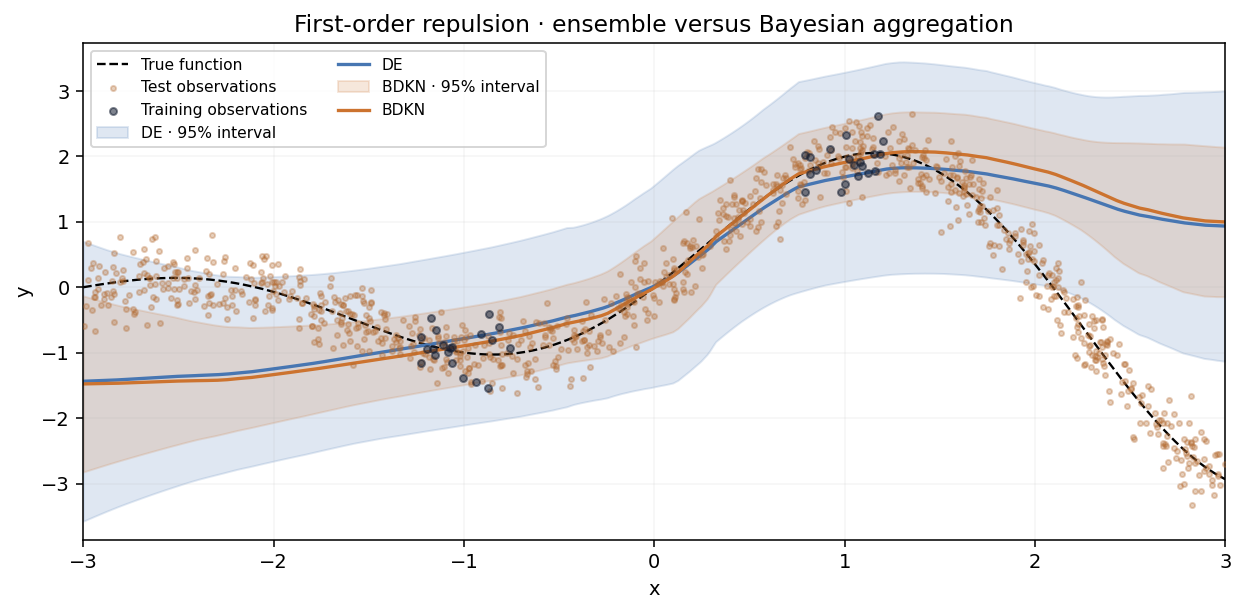 First-order repulsion · ensemble versus Bayesian aggregation
True function
Test observations
Training observations
DE · 95% interval
DE
BDKN · 95% interval
BDKN
y
3
2
1
0
−1
−2
−3
−3
−2
−1
0
1
2
3
x